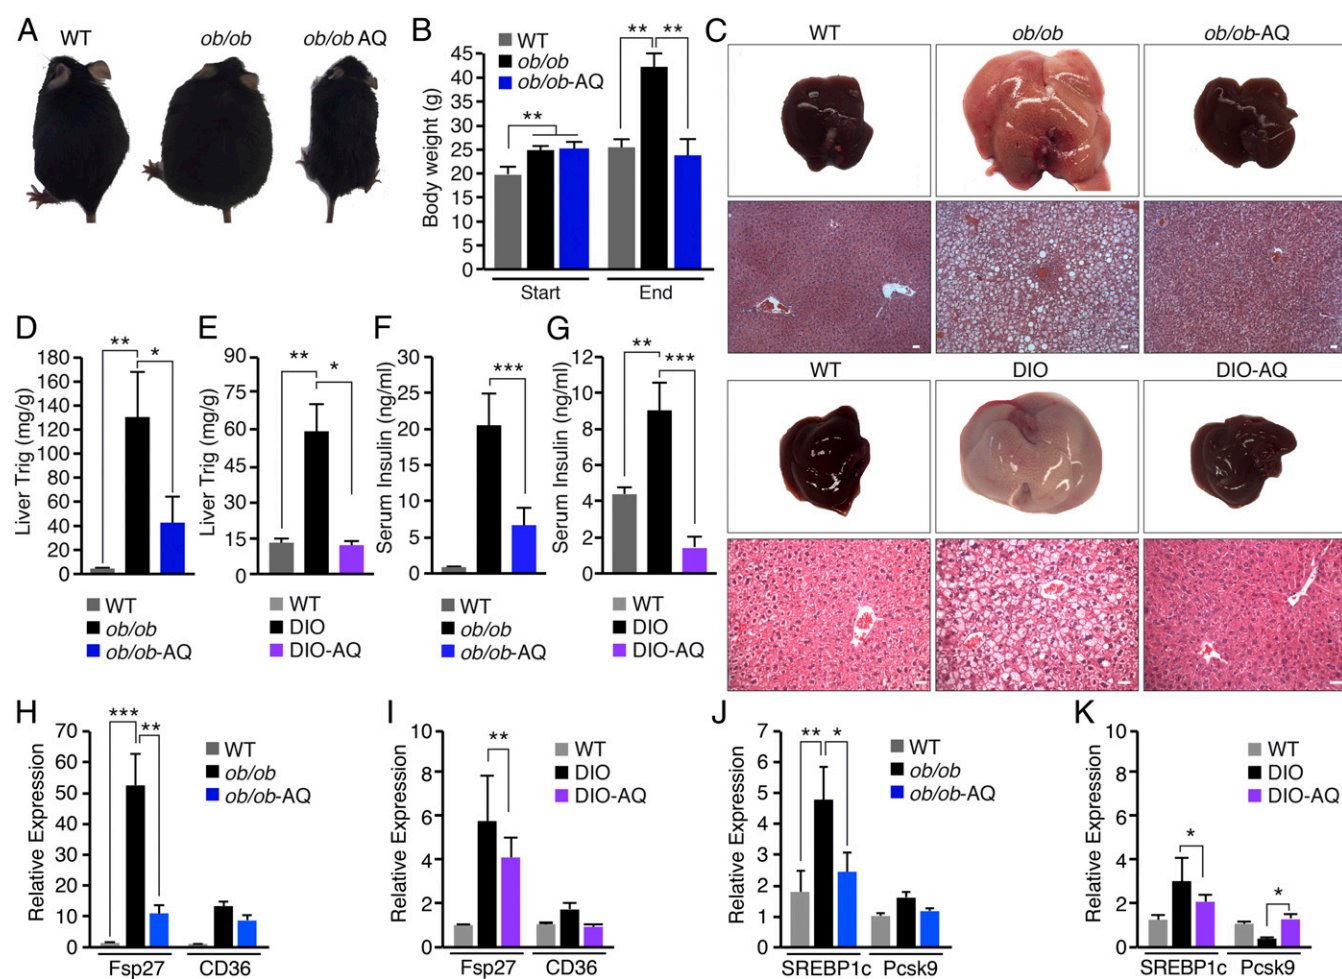 A
WT
ob/ob
ob/ob AQ
B
WT
ob/ob
ob/ob-AQ
Body weight (g)
45
40
35
30
25
20
15
10
5
0
**
**
**
Start
End
C
WT
ob/ob
ob/ob-AQ
WT
DIO
DIO-AQ
D
Liver Trig (mg/g)
180
160
140
120
100
80
60
40
20
0
**
*
WT
ob/ob
ob/ob-AQ
E
Liver Trig (mg/g)
90
75
60
45
30
15
0
**
*
WT
DIO
DIO-AQ
F
Serum Insulin (ng/ml)
30
25
20
15
10
5
0
***
WT
ob/ob
ob/ob-AQ
G
Serum Insulin (ng/ml)
12
10
8
6
4
2
0
**
***
WT
DIO
DIO-AQ
H
Relative Expression
70
60
50
40
30
20
10
0
***
**
WT
ob/ob
ob/ob-AQ
Fsp27
CD36
I
Relative Expression
10
8
6
4
2
0
**
WT
DIO
DIO-AQ
Fsp27
CD36
J
Relative Expression
7
6
5
4
3
2
1
0
**
*
WT
ob/ob
ob/ob-AQ
SREBP1c
Pcsk9
K
Relative Expression
10
8
6
4
2
0
*
*
WT
DIO
DIO-AQ
SREBP1c
Pcsk9